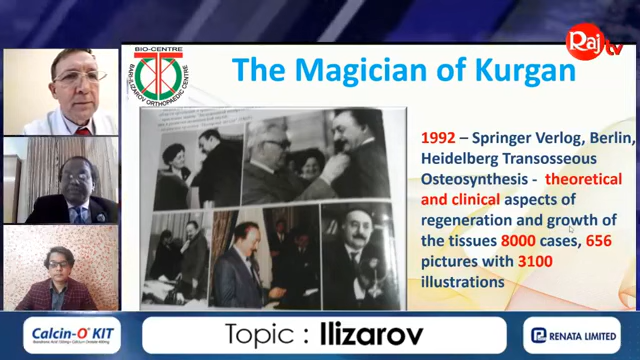 Raj
tv
BIO-CENTRE
BARI-ILIZAROV ORTHOPAEDIC CENTRE
The Magician of Kurgan
1992 – Springer Verlog, Berlin,
Heidelberg Transosseous
Osteosynthesis - theoretical
and clinical aspects of
regeneration and growth of
the tissues 8000 cases, 656
pictures with 3100
illustrations
Calcin-O KIT
Topic : Ilizarov
RENATA LIMITED